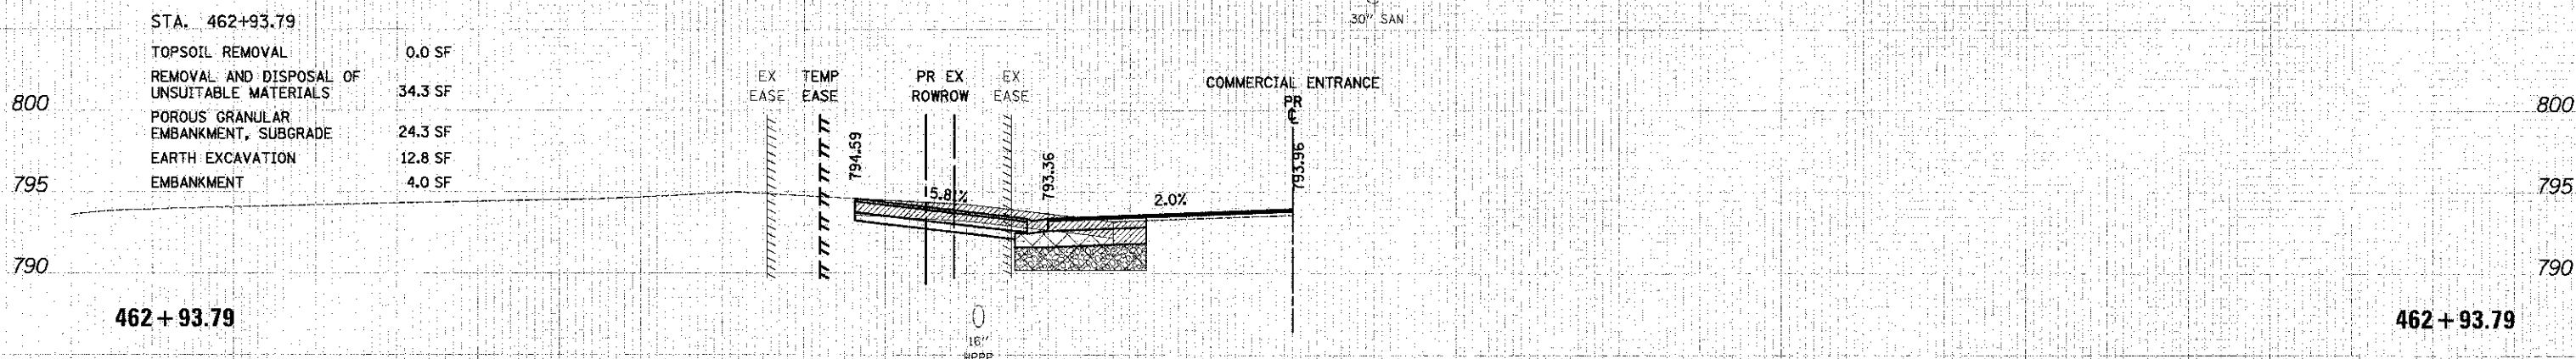 STA. 462+93.79
TOPSOIL REMOVAL 0.0 SF
REMOVAL AND DISPOSAL OF
UNSUITABLE MATERIALS 34.3 SF
POROUS GRANULAR
EMBANKMENT, SUBGRADE 24.3 SF
EARTH EXCAVATION 12.8 SF
EMBANKMENT 4.0 SF
30" SAN
EX
EASE
TEMP
EASE
PR EX
ROWROW
EX
EASE
COMMERCIAL ENTRANCE
PR
℄
800
800
795
795
790
790
794.59
5.8%
793.36
2.0%
793.96
462+93.79
462+93.79
16"